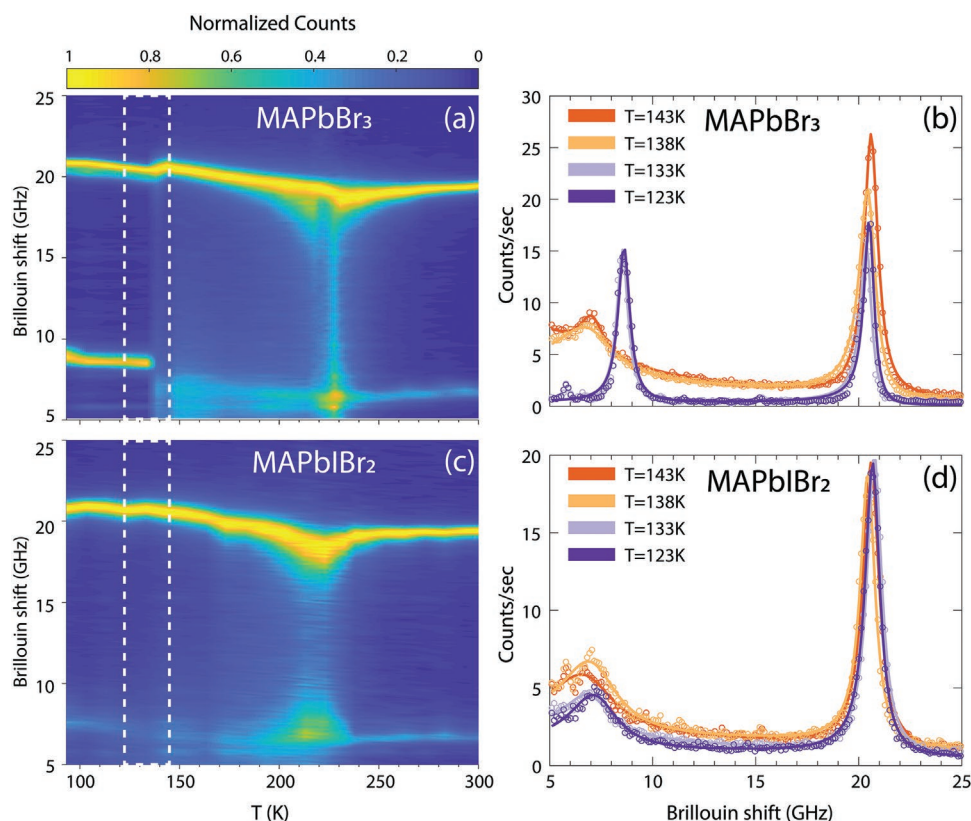 Normalized Counts
1 0.8 0.6 0.4 0.2 0
MAPbBr₃ (a)
25
20
15
10
5
Brillouin shift (GHz)
MAPbBr₃ (b)
T=143K
T=138K
T=133K
T=123K
30
25
20
15
10
5
0
Counts/sec
MAPbIBr₂ (c)
25
20
15
10
5
Brillouin shift (GHz)
100 150 200 250 300
T (K)
MAPbIBr₂ (d)
T=143K
T=138K
T=133K
T=123K
20
15
10
5
0
Counts/sec
5 10 15 20 25
Brillouin shift (GHz)